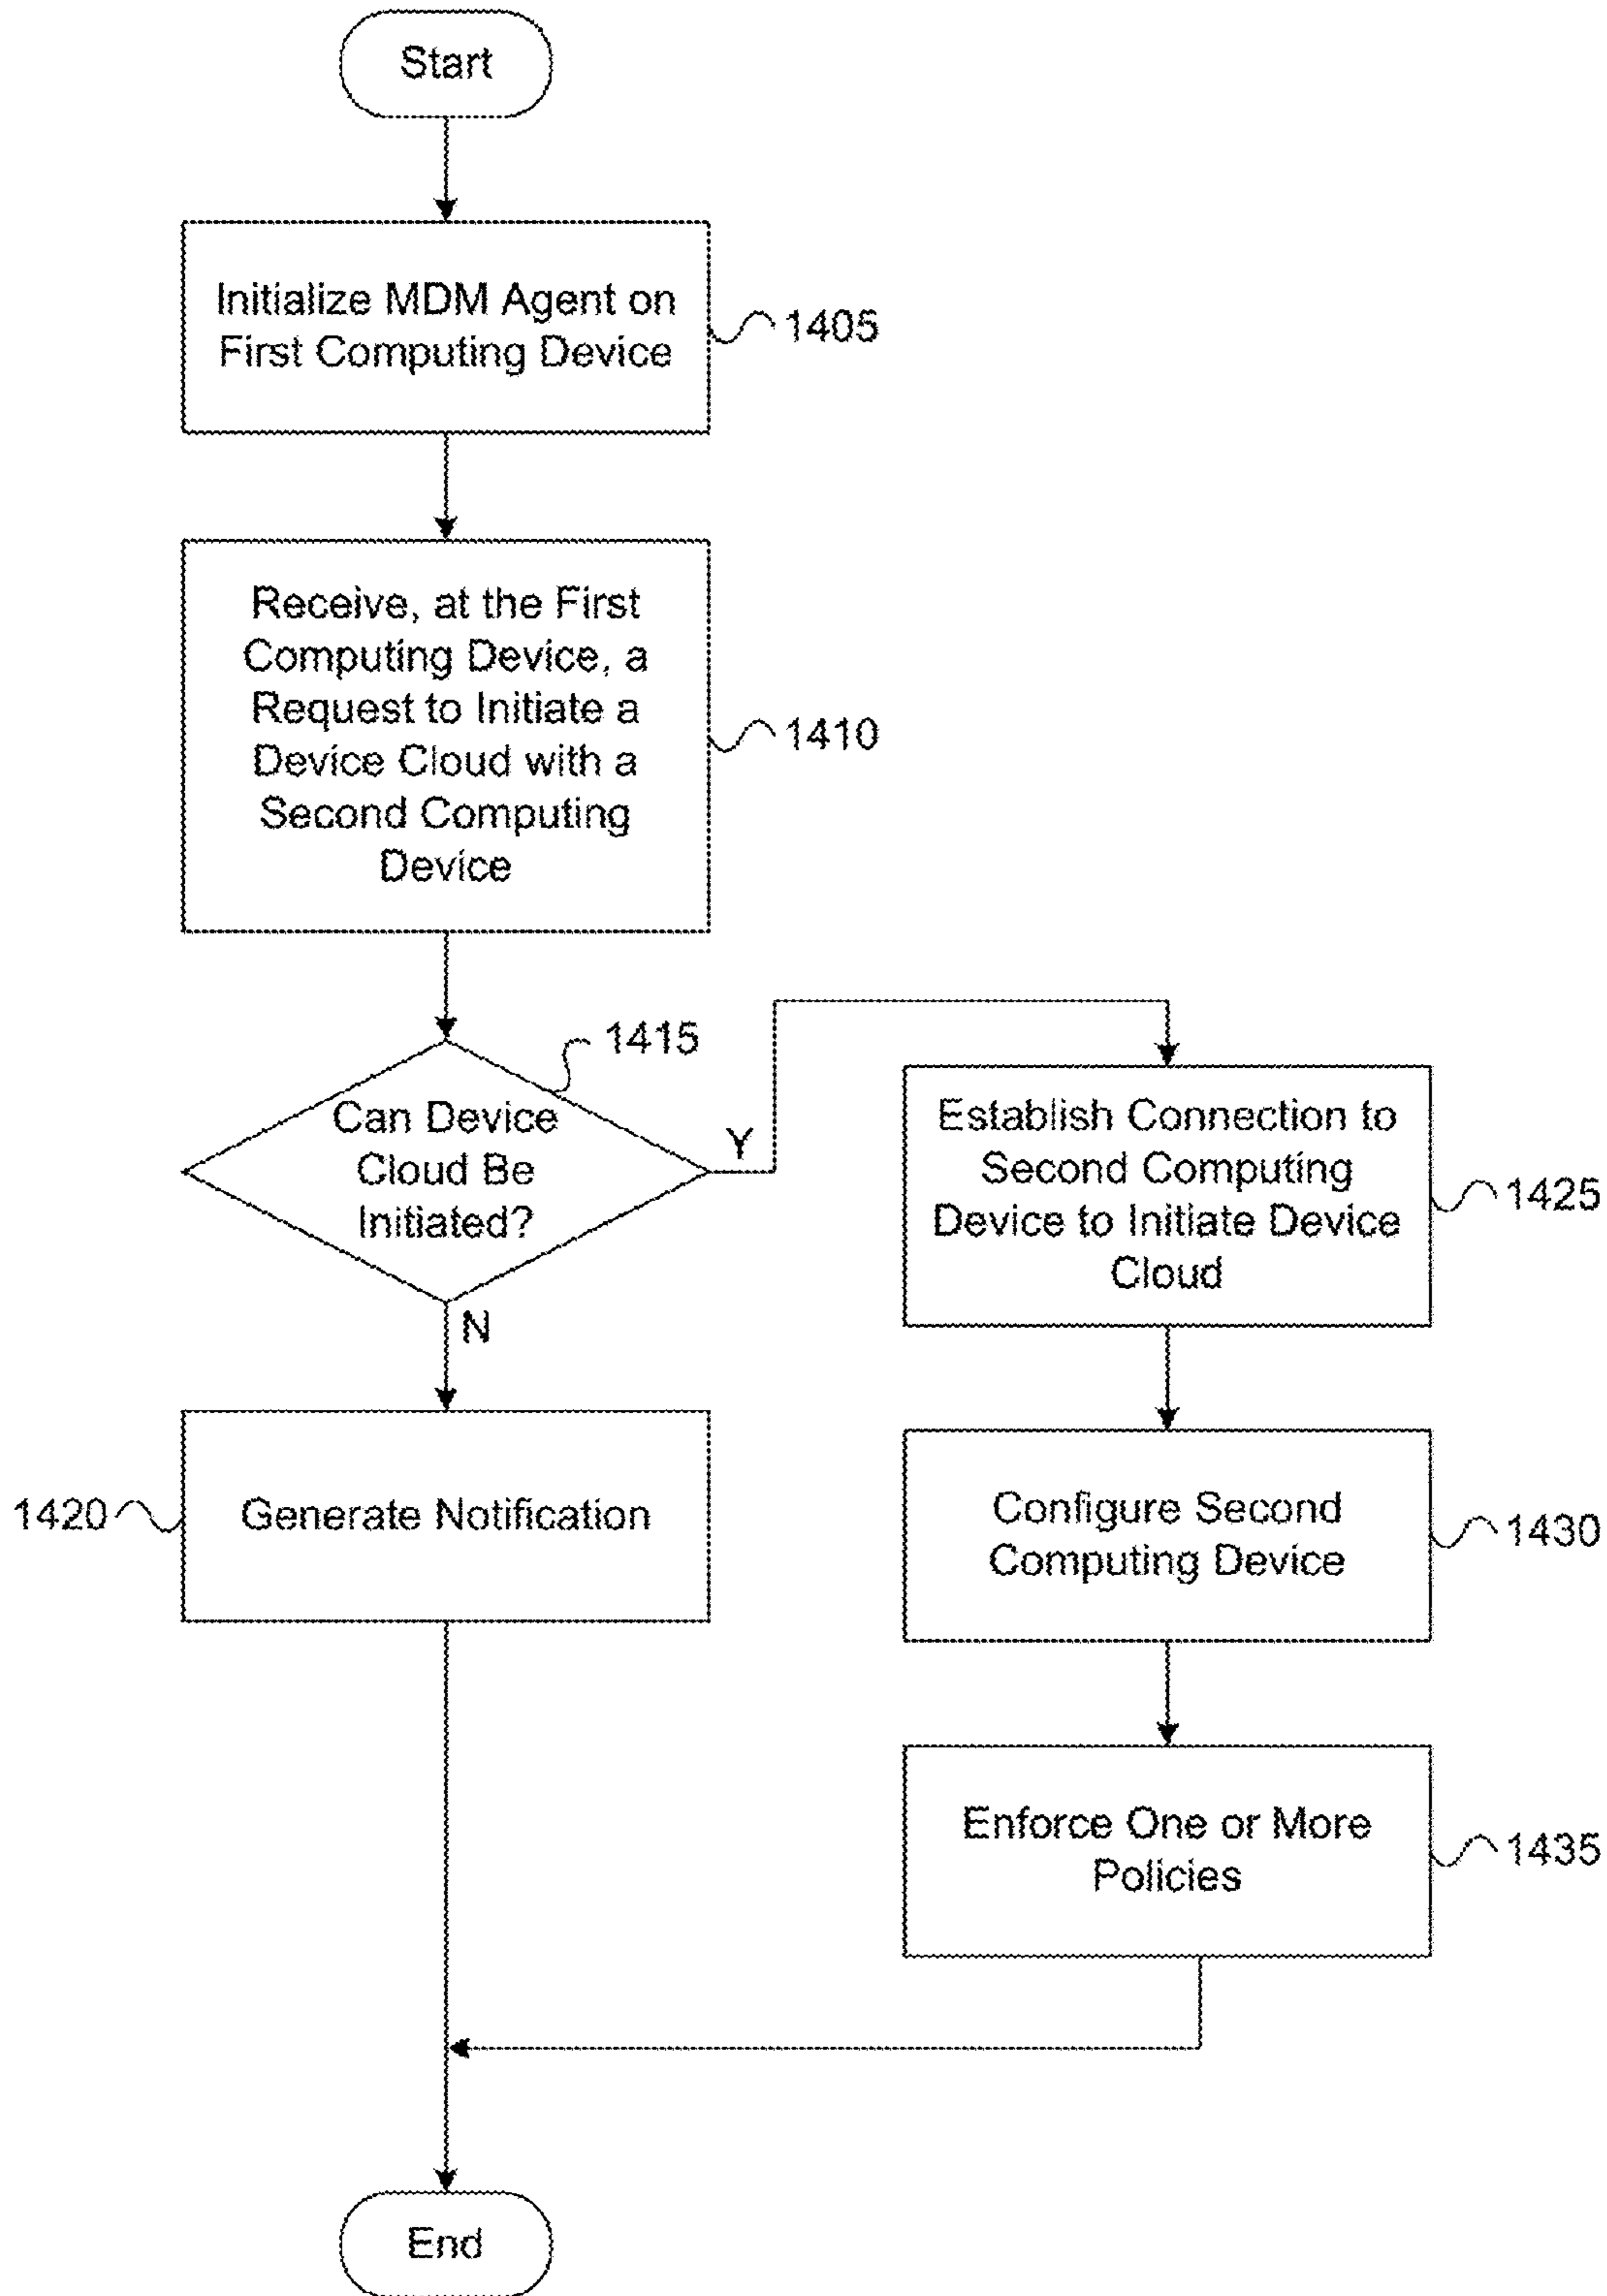 Start
Initialize MDM Agent on
First Computing Device
1405
Receive, at the First
Computing Device, a
Request to Initiate a
Device Cloud with a
Second Computing
Device
1410
1415
Can Device
Cloud Be
Initiated?
Y
N
Generate Notification
1420
Establish Connection to
Second Computing
Device to Initiate Device
Cloud
1425
Configure Second
Computing Device
1430
Enforce One or More
Policies
1435
End